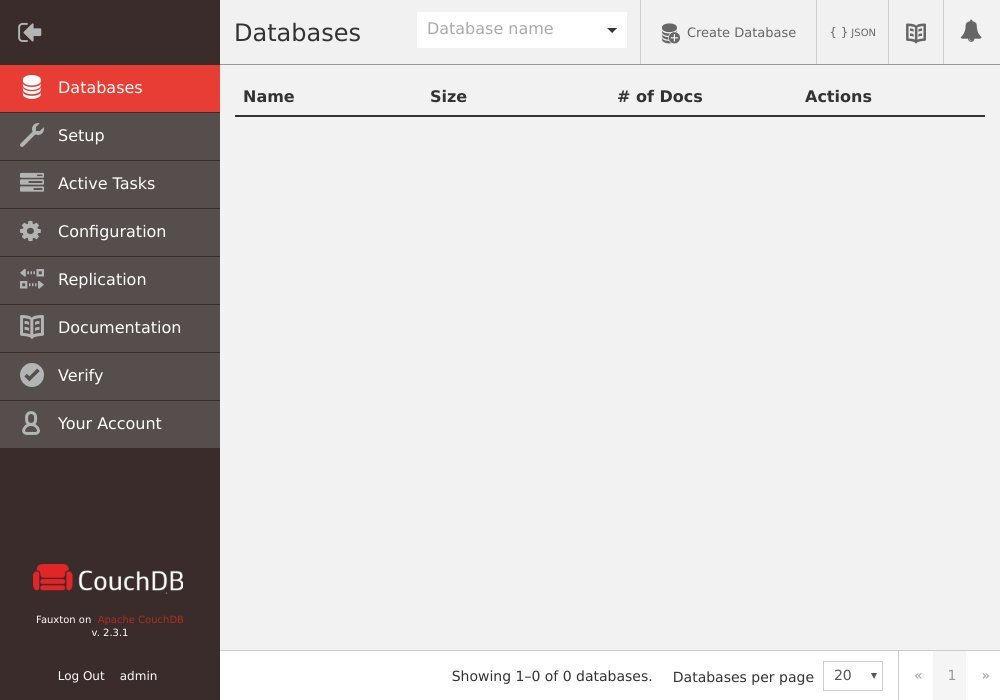 Databases
Database name
Create Database
{ } JSON
Databases
Setup
Active Tasks
Configuration
Replication
Documentation
Verify
Your Account
Name Size # of Docs Actions
CouchDB
Fauxton on Apache CouchDB
v. 2.3.1
Log Out admin
Showing 1–0 of 0 databases. Databases per page 20 « 1 »